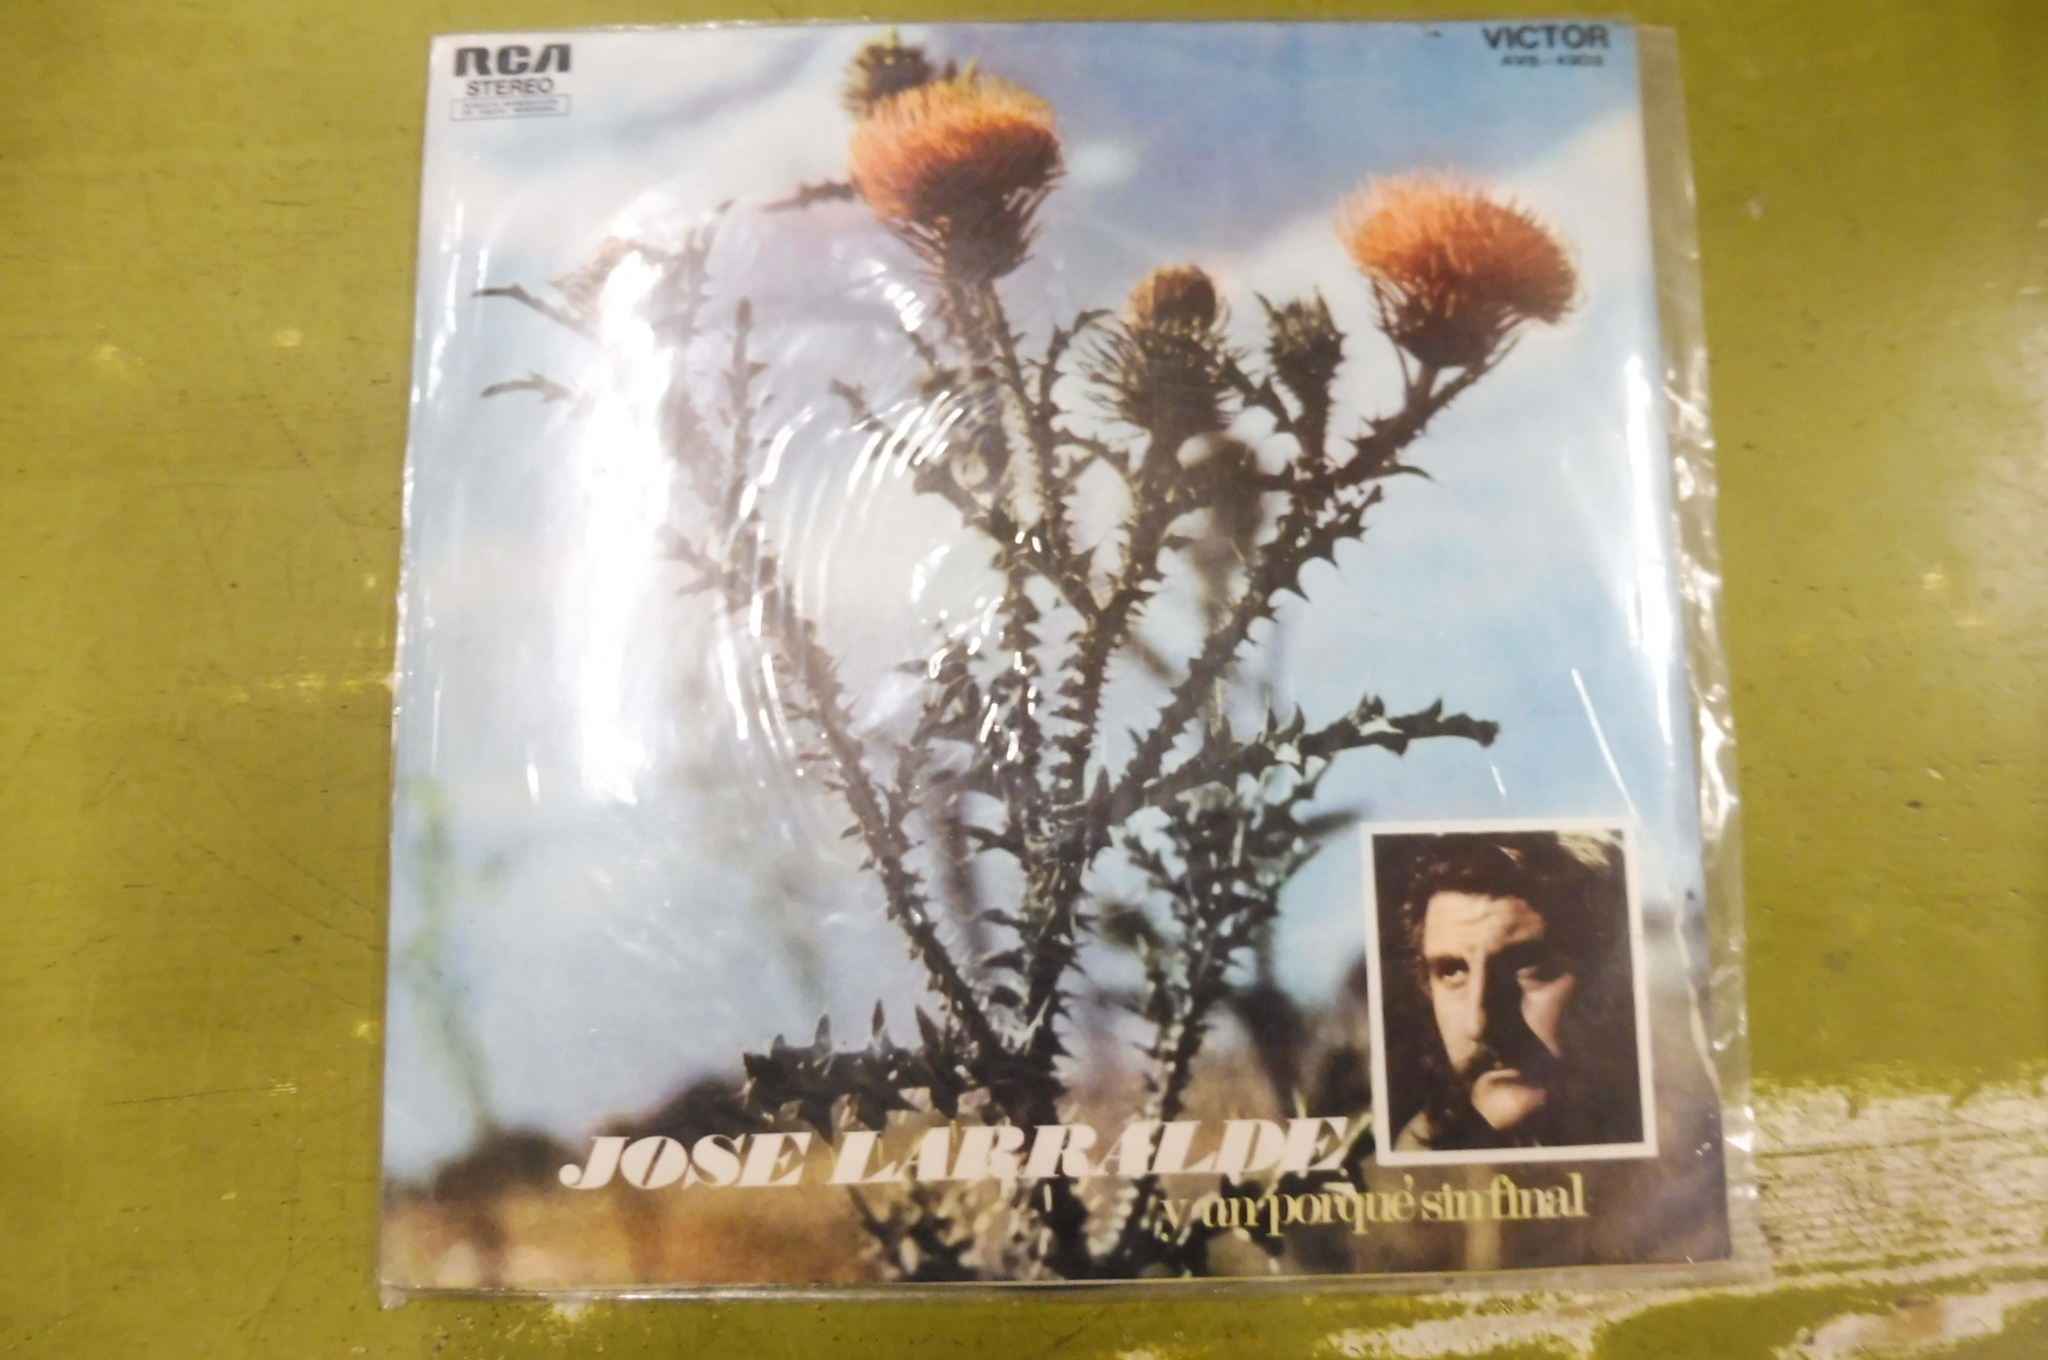 RCA
STEREO
VICTOR
JOSE LARRALDE
y un porqué sin final